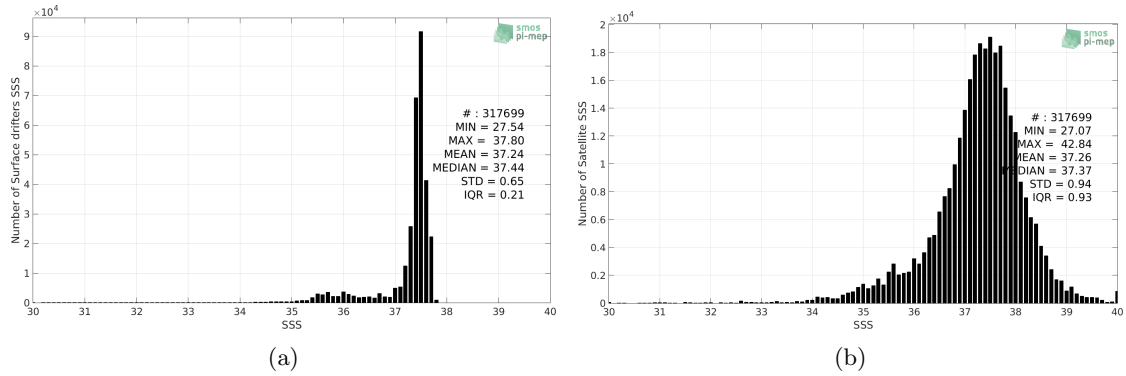 ×10^4
smos
pi-mep
9
8
7
6
5
4
3
2
1
0
Number of Surface drifters SSS
# : 317699
MIN = 27.54
MAX = 37.80
MEAN = 37.24
MEDIAN = 37.44
STD = 0.65
IQR = 0.21
30 31 32 33 34 35 36 37 38 39 40
SSS
(a)
×10^4
smos
pi-mep
2
1.8
1.6
1.4
1.2
1
0.8
0.6
0.4
0.2
0
Number of Satellite SSS
# : 317699
MIN = 27.07
MAX = 42.84
MEAN = 37.26
MEDIAN = 37.37
STD = 0.94
IQR = 0.93
30 31 32 33 34 35 36 37 38 39 40
SSS
(b)